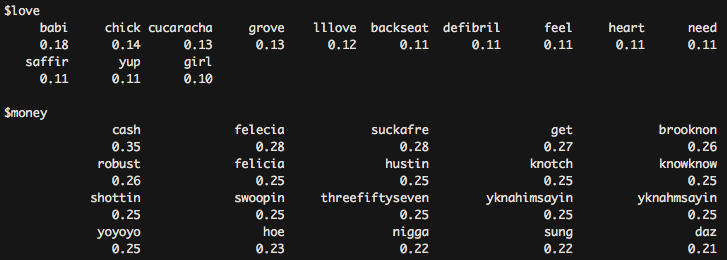 $love
babi chick cucaracha grove lllove backseat defibril feel heart need
0.18 0.14 0.13 0.13 0.12 0.11 0.11 0.11 0.11 0.11
saffir yup girl
0.11 0.11 0.10
$money
cash felecia suckafre get brooknon
0.35 0.28 0.28 0.27 0.26
robust felicia hustin knotch knowknow
0.26 0.25 0.25 0.25 0.25
shottin swoopin threefiftyseven yknahimsayin yknahmsayin
0.25 0.25 0.25 0.25 0.25
yoyoyo hoe nigga sung daz
0.25 0.23 0.22 0.22 0.21